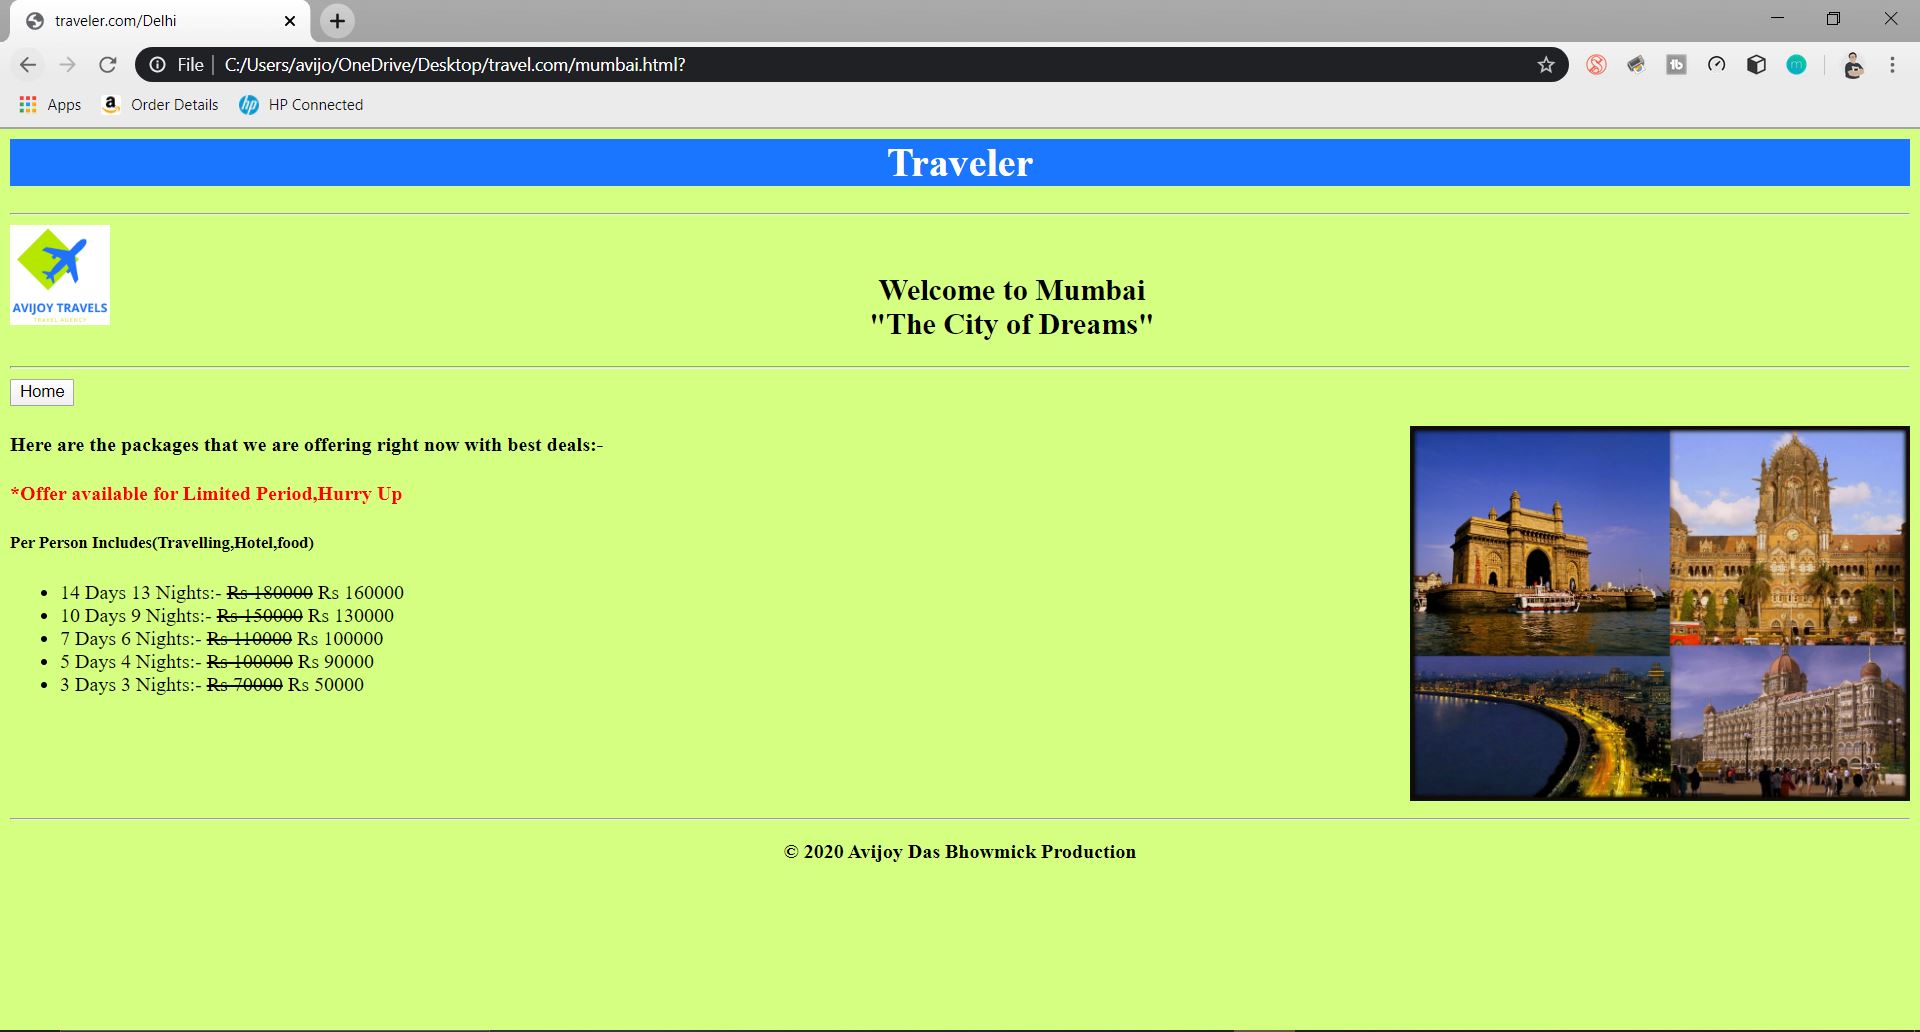 traveler.com/Delhi
File
C:/Users/avijo/OneDrive/Desktop/travel.com/mumbai.html?
Apps
Order Details
HP Connected
Traveler
AVIJOY TRAVELS
TRAVEL AGENCY
Welcome to Mumbai
"The City of Dreams"
Home
Here are the packages that we are offering right now with best deals:-
*Offer available for Limited Period,Hurry Up
Per Person Includes(Travelling,Hotel,food)
• 14 Days 13 Nights:- Rs 180000 Rs 160000
• 10 Days 9 Nights:- Rs 150000 Rs 130000
• 7 Days 6 Nights:- Rs 110000 Rs 100000
• 5 Days 4 Nights:- Rs 100000 Rs 90000
• 3 Days 3 Nights:- Rs 70000 Rs 50000
© 2020 Avijoy Das Bhowmick Production